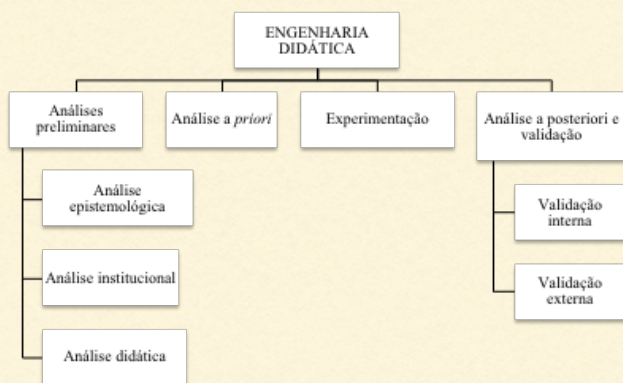 ENGENHARIA
DIDÁTICA
Análises
preliminares
Análise a priori
Experimentação
Análise a posteriori e
validação
Análise
epistemológica
Validação
interna
Análise institucional
Validação
externa
Análise didática